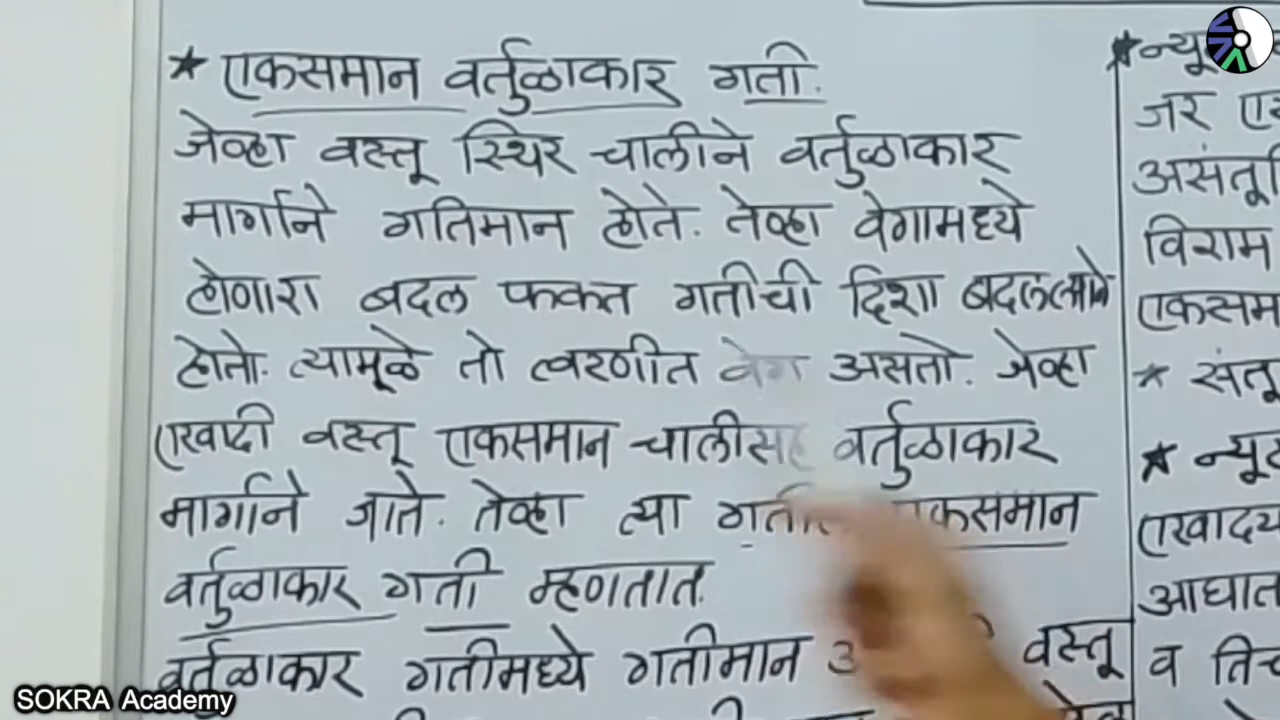 ★ एकसमान वर्तुळाकार गती.
जेव्हा वस्तू स्थिर चालीने वर्तुळाकार
मार्गाने गतिमान होते. तेव्हा वेगामध्ये
होणारा बदल फक्त गतीची दिशा बदलल्याने
होतो. त्यामूळे तो त्वरणीत वेग असतो. जेव्हा
एखादी वस्तू एकसमान चालीसह वर्तुळाकार
मार्गाने जाते. तेव्हा त्या एकसमान
वर्तुळाकार गती म्हणतात.
वर्तुळाकार गतीमध्ये गतीमान वस्तू
★ न्यू
जर
असंतू
विराम
एकसम
★ संतू
★ न्यू
एखाद्य
आघात
व तिच
SOKRA Academy